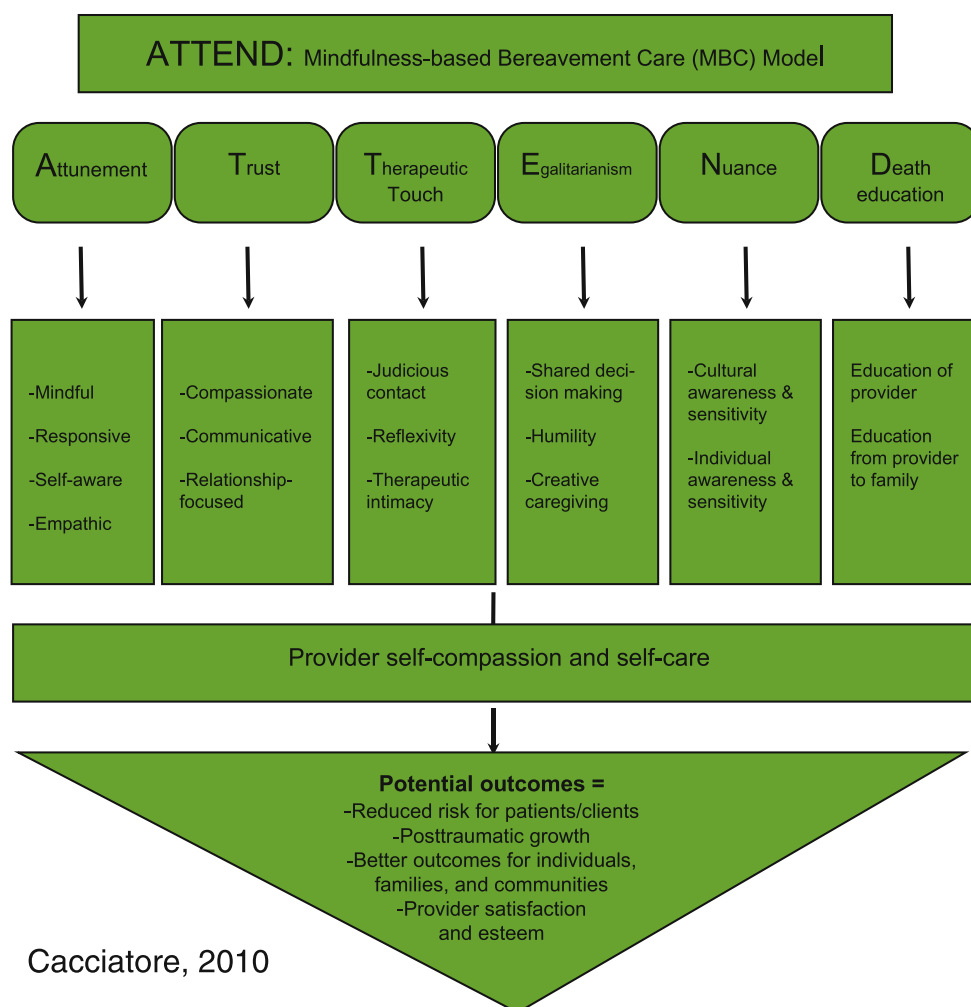 ATTEND: Mindfulness-based Bereavement Care (MBC) Model
Attunement
Trust
Therapeutic
Touch
Egalitarianism
Nuance
Death
education
-Mindful
-Responsive
-Self-aware
-Empathic
-Compassionate
-Communicative
-Relationship-
focused
-Judicious
contact
-Reflexivity
-Therapeutic
intimacy
-Shared deci-
sion making
-Humility
-Creative
caregiving
-Cultural
awareness &
sensitivity
-Individual
awareness &
sensitivity
Education of
provider
Education
from provider
to family
Provider self-compassion and self-care
Potential outcomes =
-Reduced risk for patients/clients
-Posttraumatic growth
-Better outcomes for individuals,
families, and communities
-Provider satisfaction
and esteem
Cacciatore, 2010